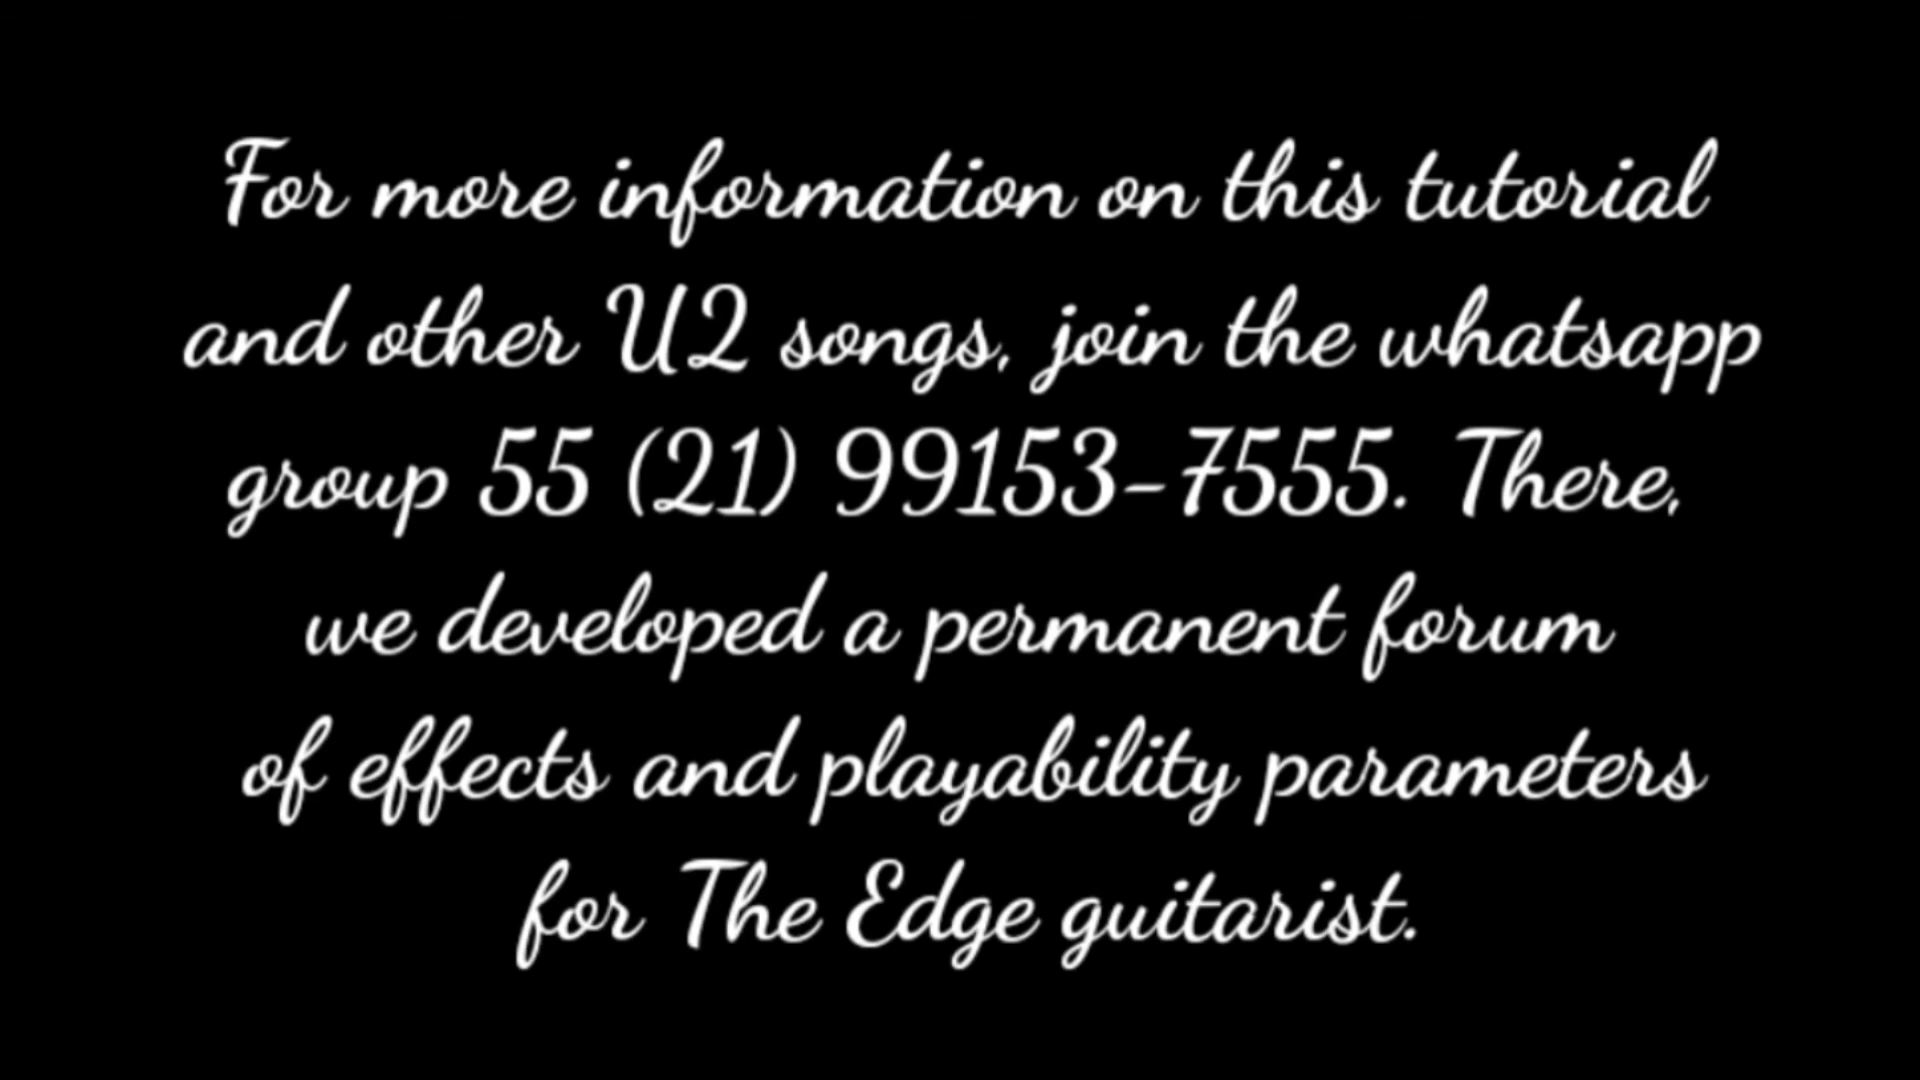 For more information on this tutorial
and other U2 songs, join the whatsapp
group 55 (21) 99153-7555. There,
we developed a permanent forum
of effects and playability parameters
for The Edge guitarist.